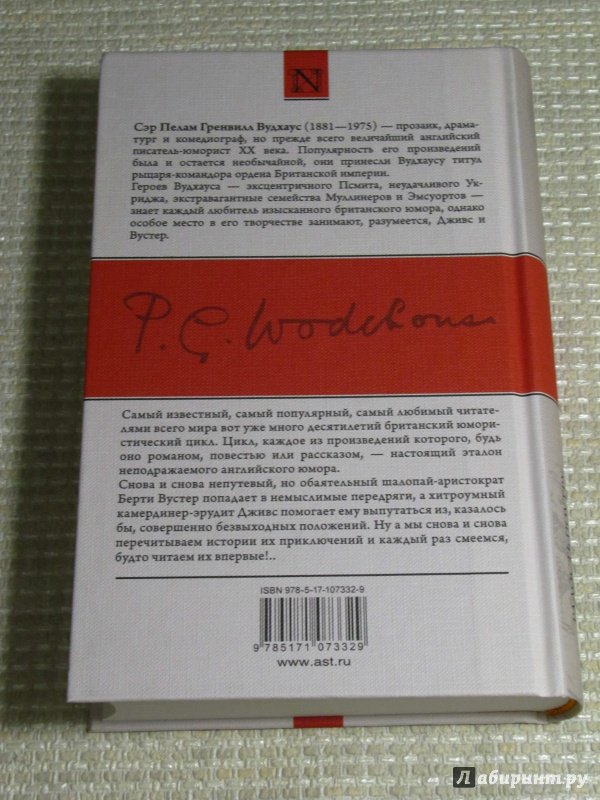 N
Сэр Пелам Гренвилл Вудхаус (1881—1975) — прозаик, драма-
тург и комедиограф, но прежде всего величайший английский
писатель-юморист XX века. Популярность его произведений
была и остается необычайной, они принесли Вудхаусу титул
рыцаря-командора ордена Британской империи.
Героев Вудхауса — эксцентричного Псмита, неудачливого Ук-
риджа, экстравагантные семейства Муллинеров и Эмсуортов —
знает каждый любитель изысканного британского юмора, однако
особое место в его творчестве занимают, разумеется, Дживс и
Вустер.
P. G. Wodehouse
Самый известный, самый популярный, самый любимый читате-
лями всего мира вот уже много десятилетий британский юмори-
стический цикл. Цикл, каждое из произведений которого, будь
оно романом, повестью или рассказом, — настоящий эталон
неподражаемого английского юмора.
Снова и снова непутевый, но обаятельный шалопай-аристократ
Берти Вустер попадает в немыслимые передряги, а хитроумный
камердинер-эрудит Дживс помогает ему выпутаться из, казалось
бы, совершенно безвыходных положений. Ну а мы снова и снова
перечитываем истории их приключений и каждый раз смеемся,
будто читаем их впервые!..
ISBN 978-5-17-107332-9
9 785171 073329
www.ast.ru
Лабиринт.ру